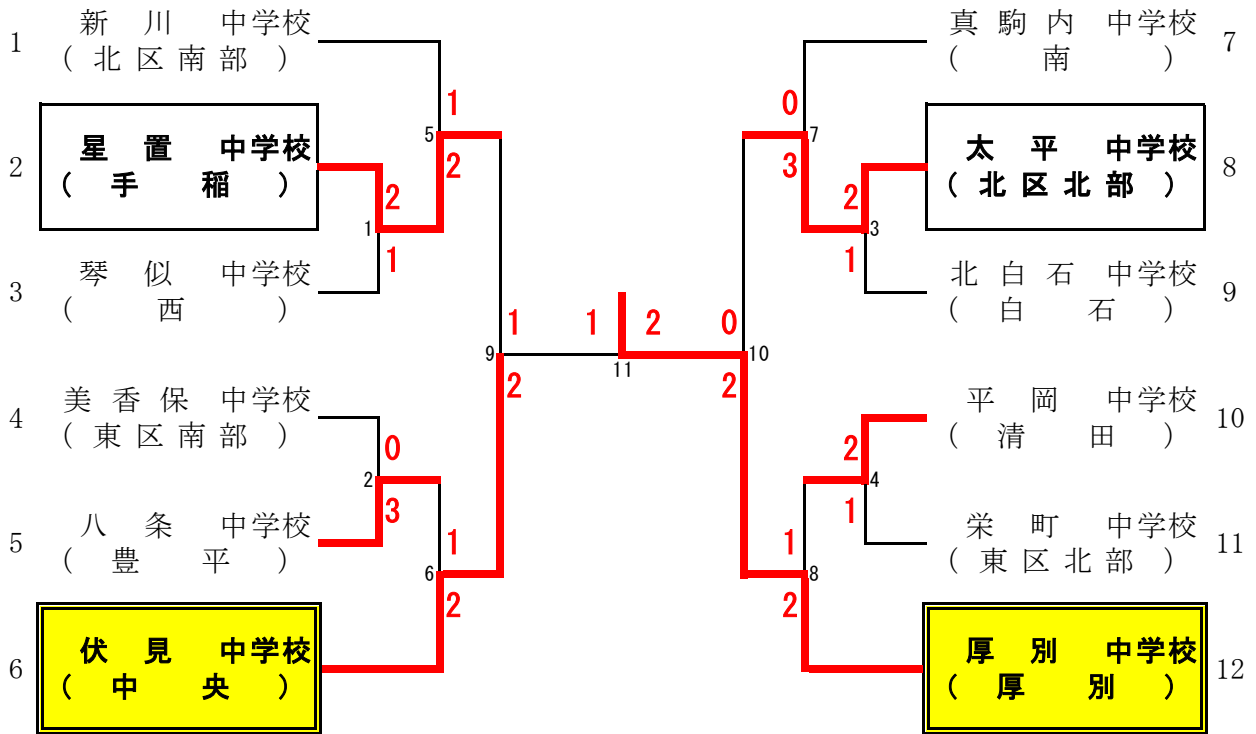 1 新川 中学校
(北区南部)
2 星置 中学校
(手稲)
3 琴似 中学校
(西)
4 美香保 中学校
(東区南部)
5 八条 中学校
(豊平)
6 伏見 中学校
(中央)
1
5
2
2
1
1
0
2
3
1
6
2
1
9
2
1
2
11
0
10
2
0
7
3
2
3
1
2
4
1
1
8
2
真駒内 中学校 7
(南)
太平 中学校 8
(北区北部)
北白石 中学校 9
(白石)
平岡 中学校 10
(清田)
栄町 中学校 11
(東区北部)
厚別 中学校 12
(厚別)